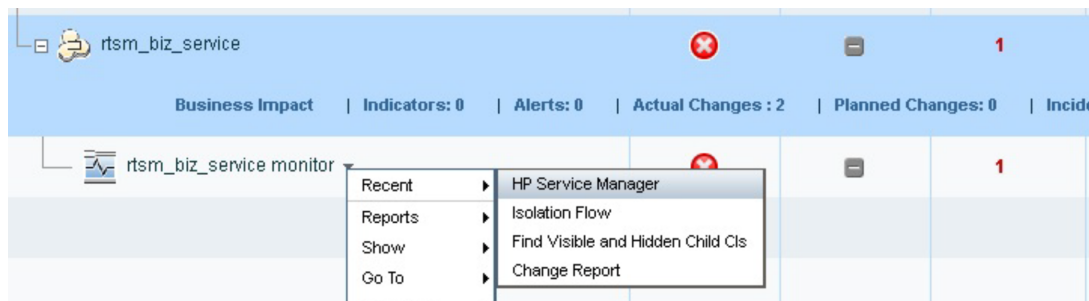 rtsm_biz_service 1
Business Impact | Indicators: 0 | Alerts: 0 | Actual Changes : 2 | Planned Changes: 0 |
rtsm_biz_service monitor 1
Recent HP Service Manager
Reports Isolation Flow
Show Find Visible and Hidden Child CIs
Go To Change Report